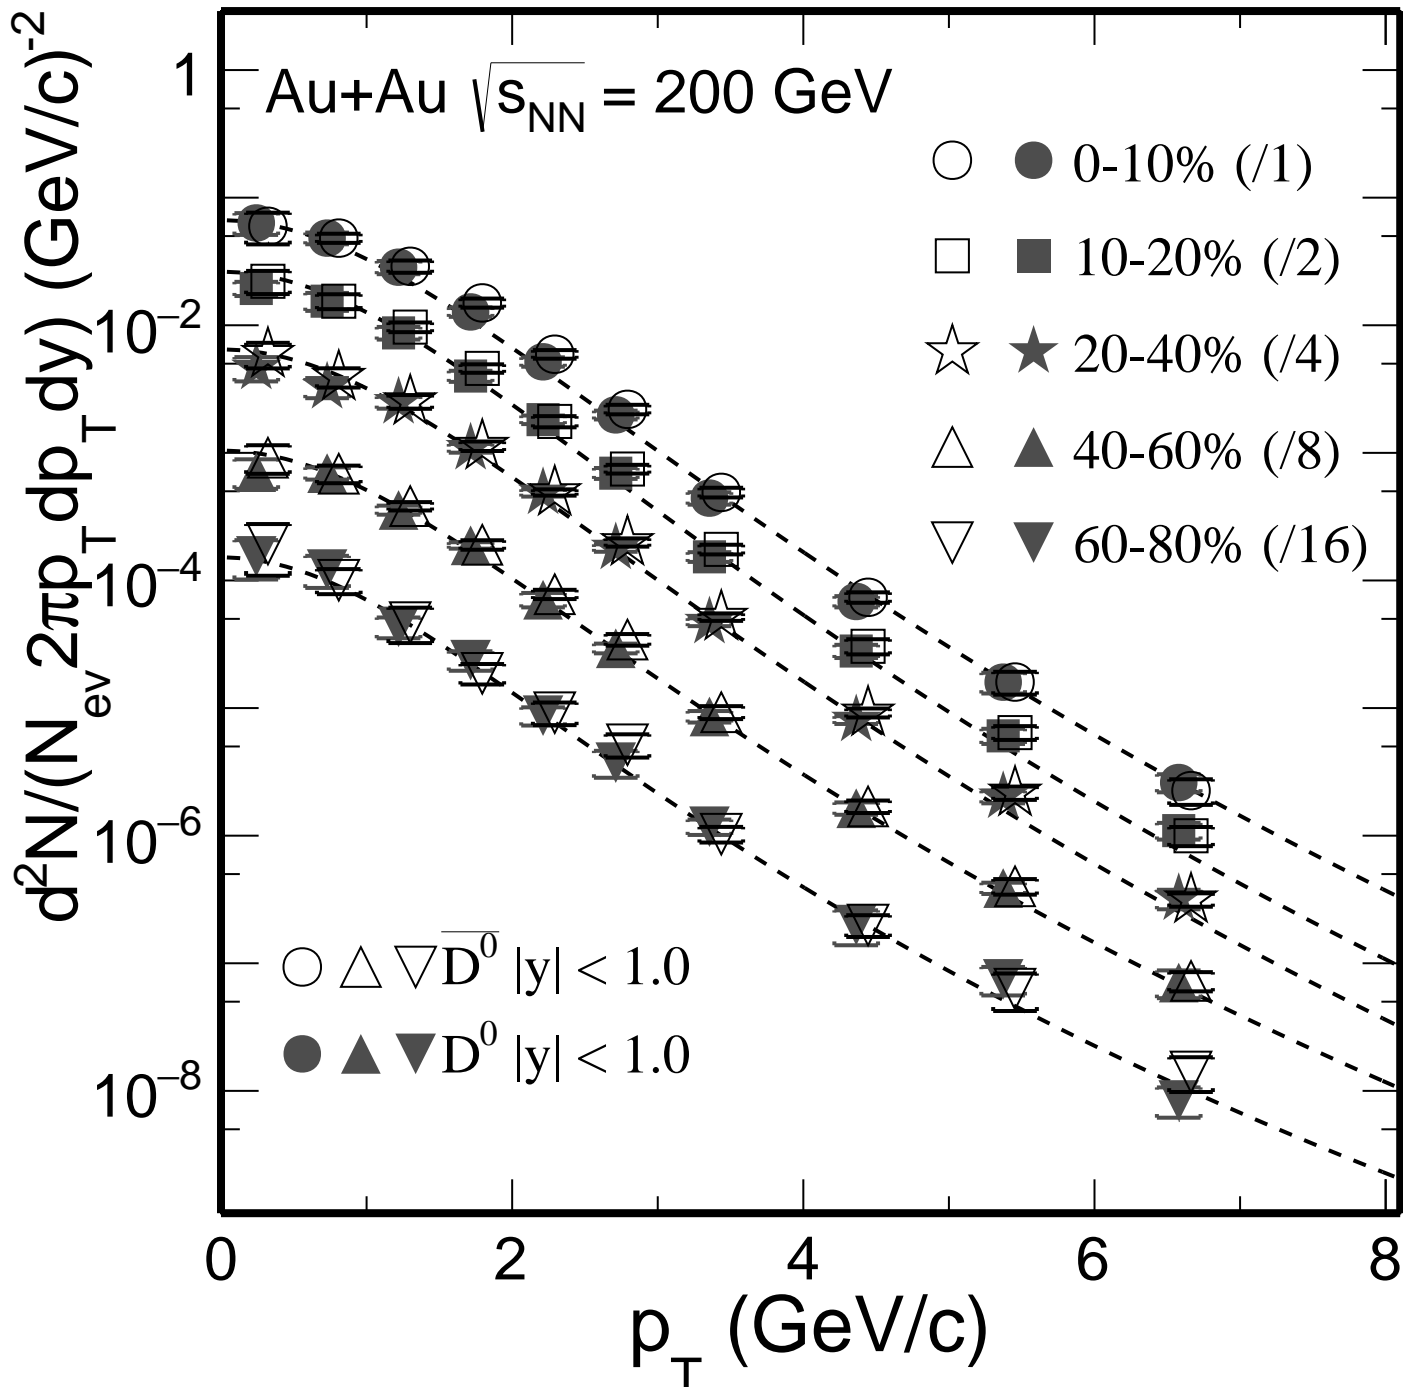 d²N/(N_ev 2πp_T dp_T dy) (GeV/c)⁻²
Au+Au √s_NN = 200 GeV
0-10% (/1)
10-20% (/2)
20-40% (/4)
40-60% (/8)
60-80% (/16)
1
10⁻²
10⁻⁴
10⁻⁶
10⁻⁸
D̅⁰ |y| < 1.0
D⁰ |y| < 1.0
0 2 4 6 8
p_T (GeV/c)